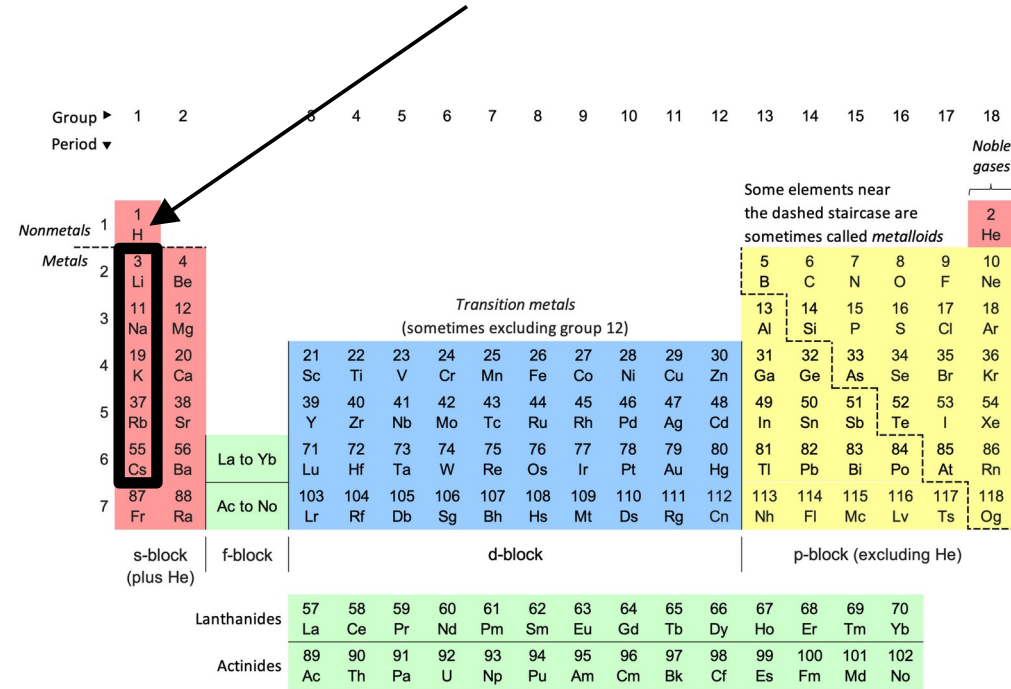 Group ► 1 2 3 4 5 6 7 8 9 10 11 12 13 14 15 16 17 18
Period ▼
Noble
gases
Some elements near
the dashed staircase are
sometimes called metalloids
1 1 2
Nonmetals H He
Metals
2 3 4 5 6 7 8 9 10
Li Be B C N O F Ne
Transition metals
(sometimes excluding group 12)
3 11 12 13 14 15 16 17 18
Na Mg Al Si P S Cl Ar
4 19 20 21 22 23 24 25 26 27 28 29 30 31 32 33 34 35 36
K Ca Sc Ti V Cr Mn Fe Co Ni Cu Zn Ga Ge As Se Br Kr
5 37 38 39 40 41 42 43 44 45 46 47 48 49 50 51 52 53 54
Rb Sr Y Zr Nb Mo Tc Ru Rh Pd Ag Cd In Sn Sb Te I Xe
6 55 56 La to Yb 71 72 73 74 75 76 77 78 79 80 81 82 83 84 85 86
Cs Ba Lu Hf Ta W Re Os Ir Pt Au Hg Tl Pb Bi Po At Rn
7 87 88 Ac to No 103 104 105 106 107 108 109 110 111 112 113 114 115 116 117 118
Fr Ra Lr Rf Db Sg Bh Hs Mt Ds Rg Cn Nh Fl Mc Lv Ts Og
s-block f-block d-block p-block (excluding He)
(plus He)
Lanthanides 57 58 59 60 61 62 63 64 65 66 67 68 69 70
La Ce Pr Nd Pm Sm Eu Gd Tb Dy Ho Er Tm Yb
Actinides 89 90 91 92 93 94 95 96 97 98 99 100 101 102
Ac Th Pa U Np Pu Am Cm Bk Cf Es Fm Md No